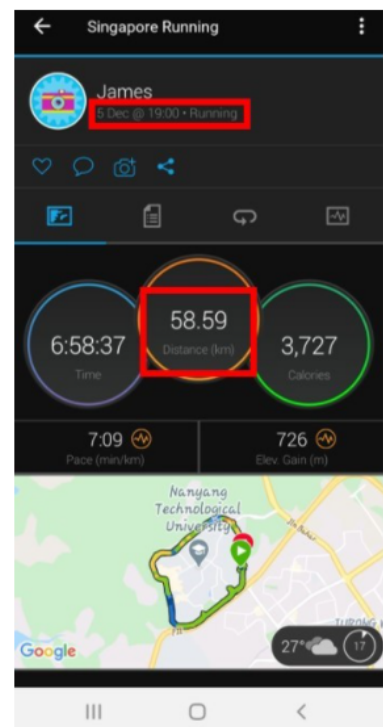 Singapore Running
James
5 Dec @ 19:00 • Running
58.59
Distance (km)
6:58:37
Time
3,727
Calories
7:09
Pace (min/km)
726
Elev. Gain (m)
Nanyang
Technological
University
Google
27°
17